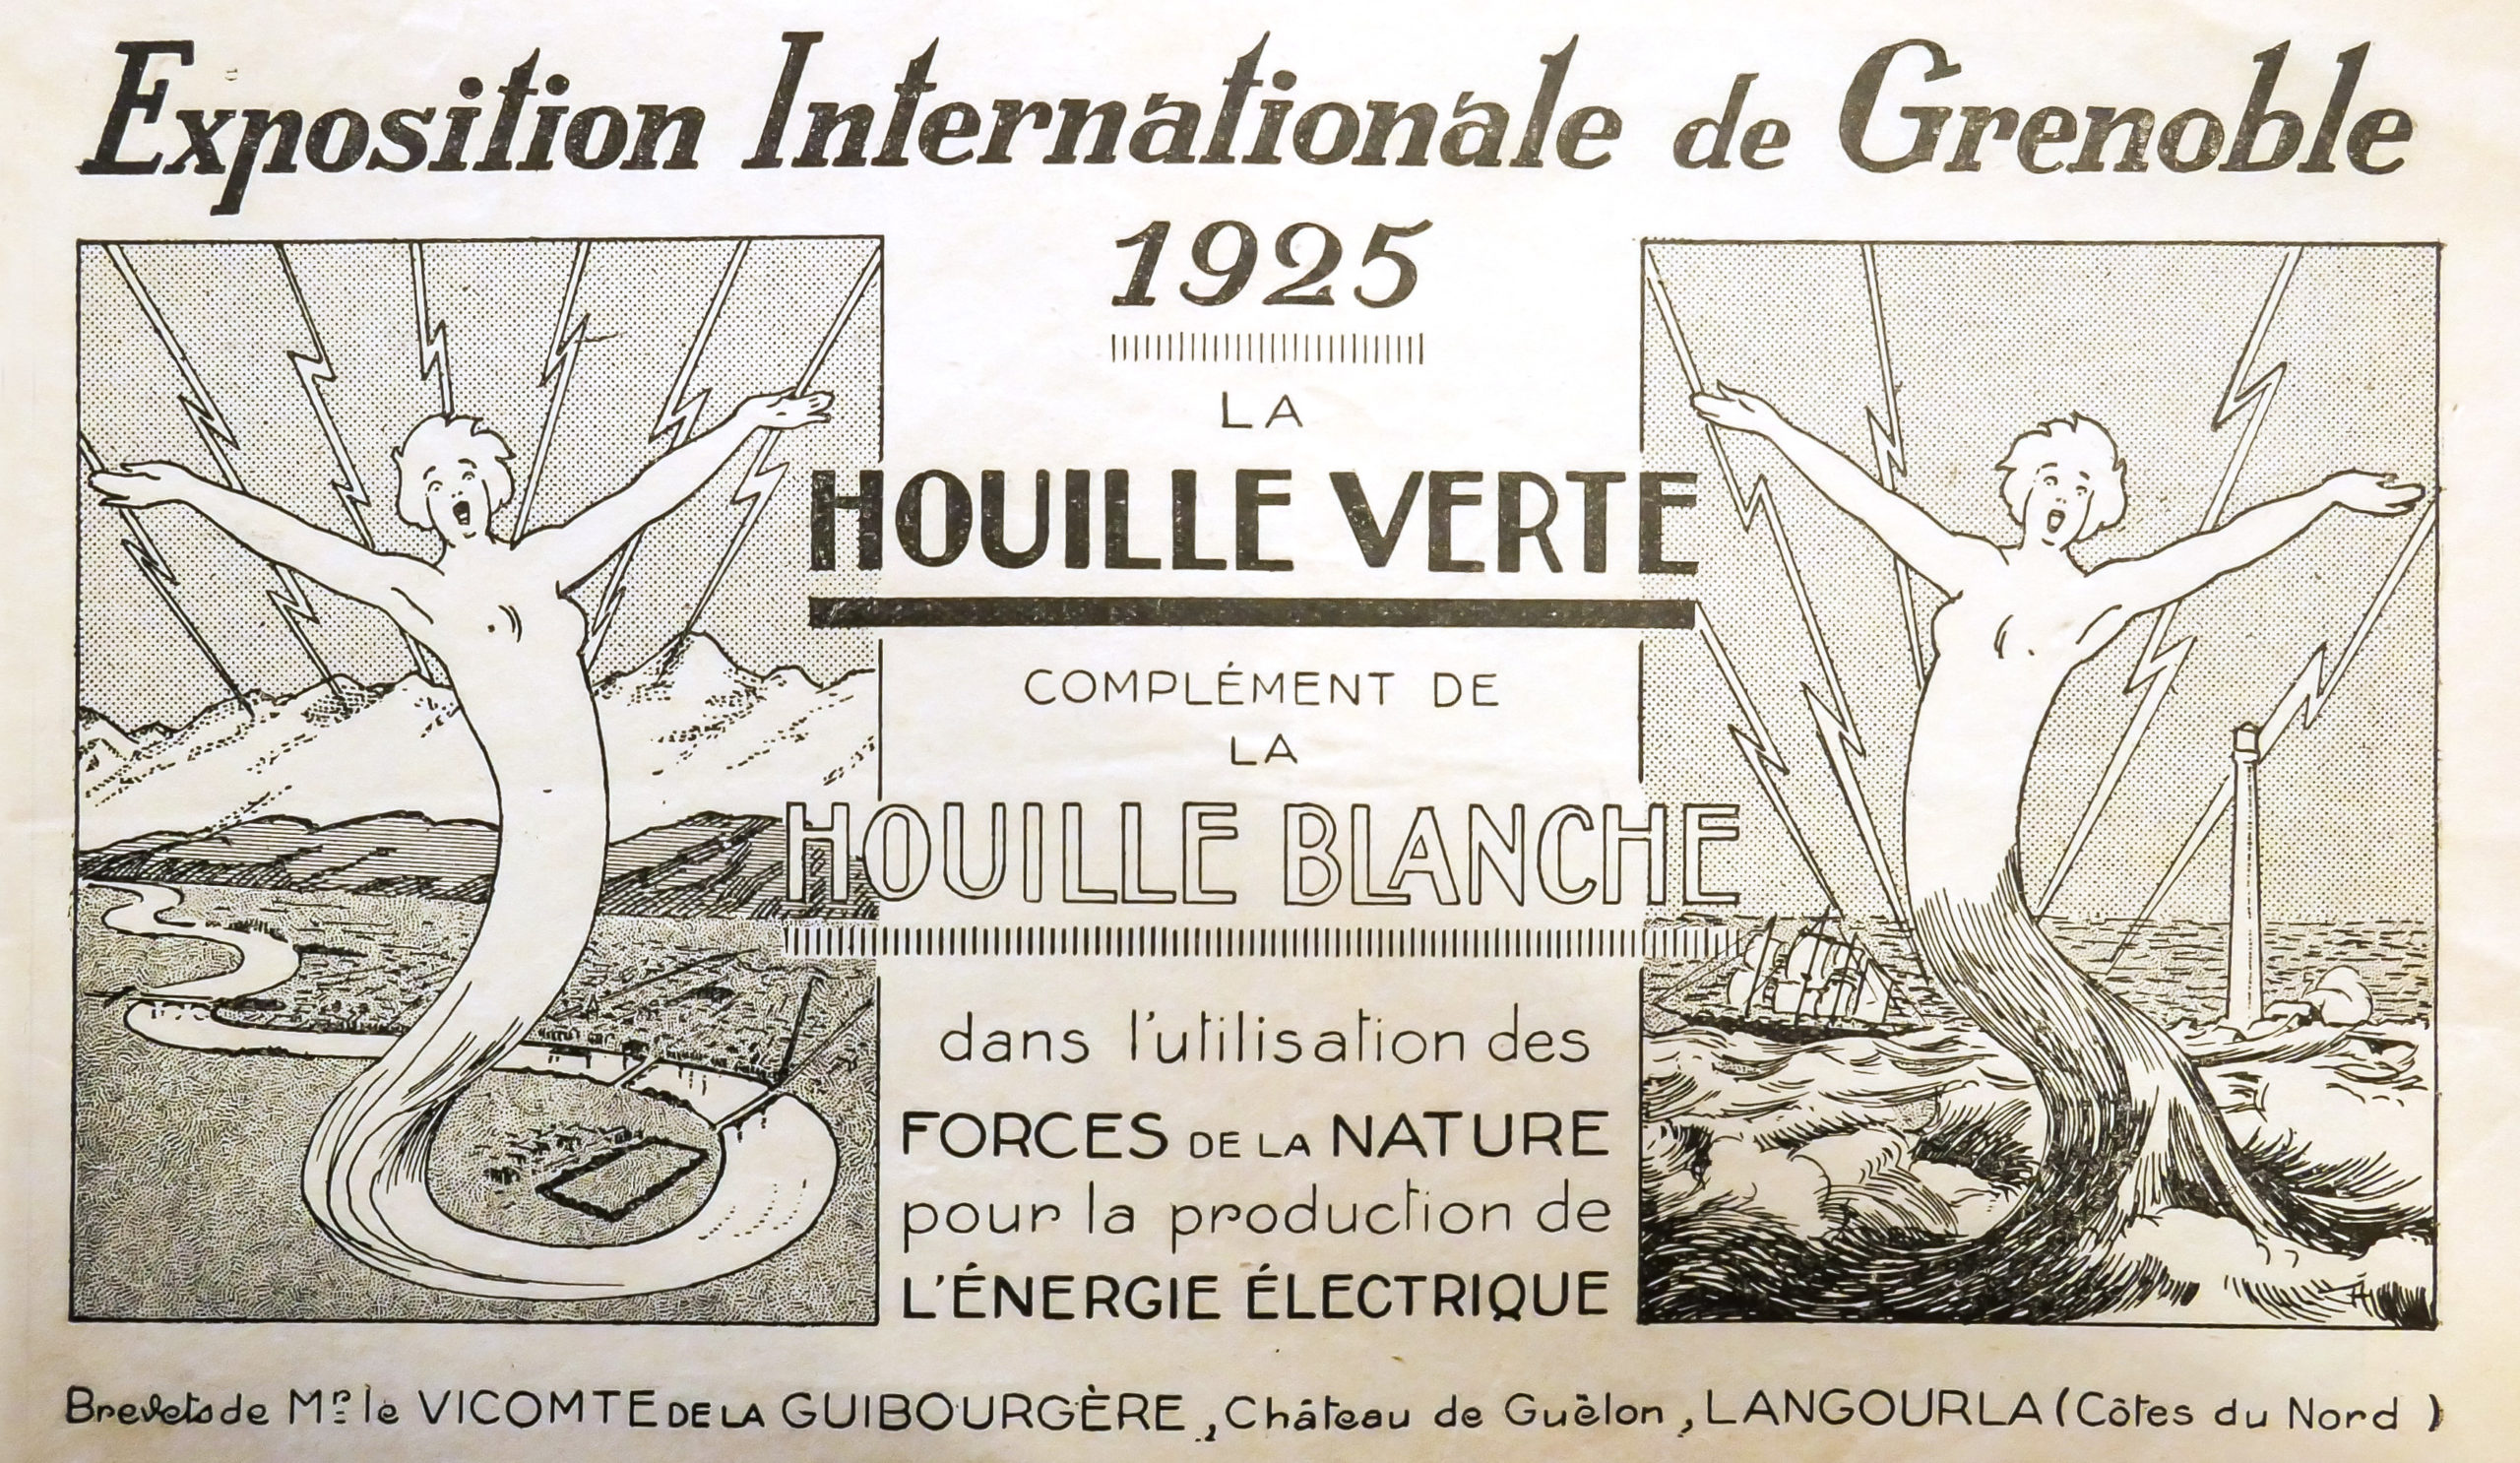 Exposition Internationale de Grenoble
1925
LA
HOUILLE VERTE
COMPLÉMENT DE
LA
HOUILLE BLANCHE
dans l'utilisation des
FORCES DE LA NATURE
pour la production de
L'ÉNERGIE ÉLECTRIQUE
Brevets de Mr le VICOMTE DE LA GUIBOURGÈRE, Château de Guëlon, LANGOURLA (Côtes du Nord)